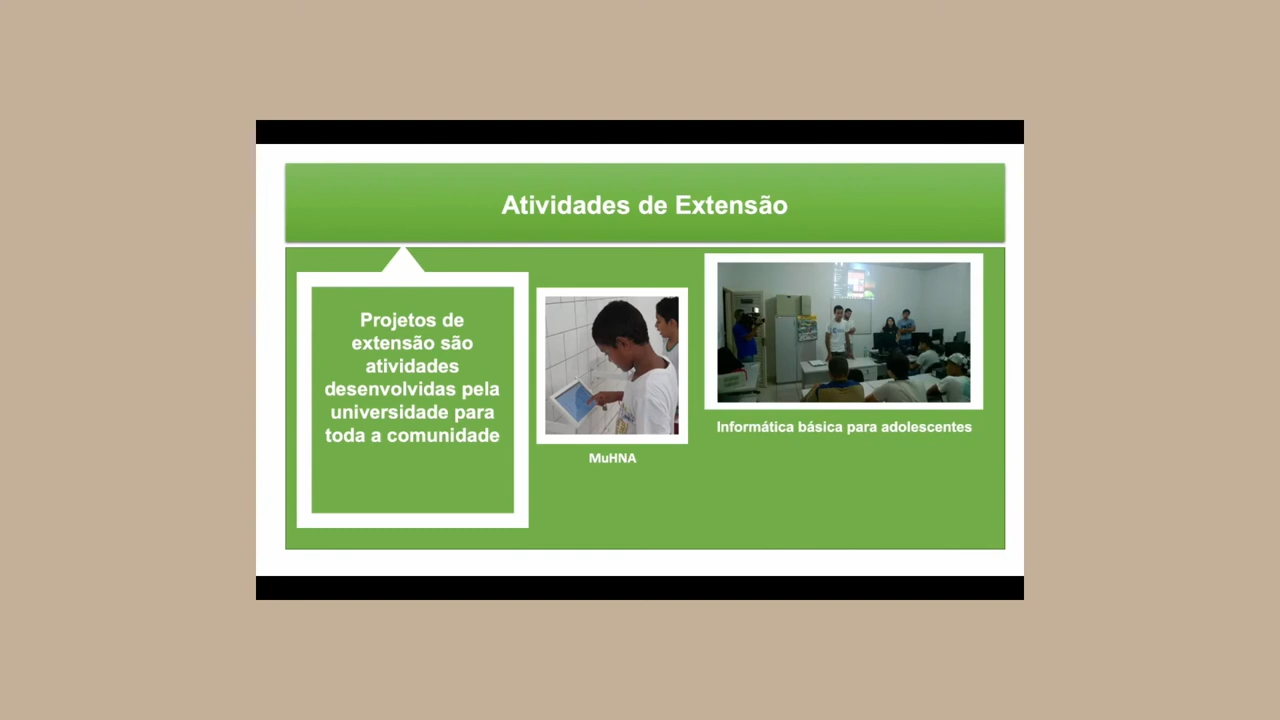 Atividades de Extensão
Projetos de
extensão são
atividades
desenvolvidas pela
universidade para
toda a comunidade
MuHNA
Informática básica para adolescentes